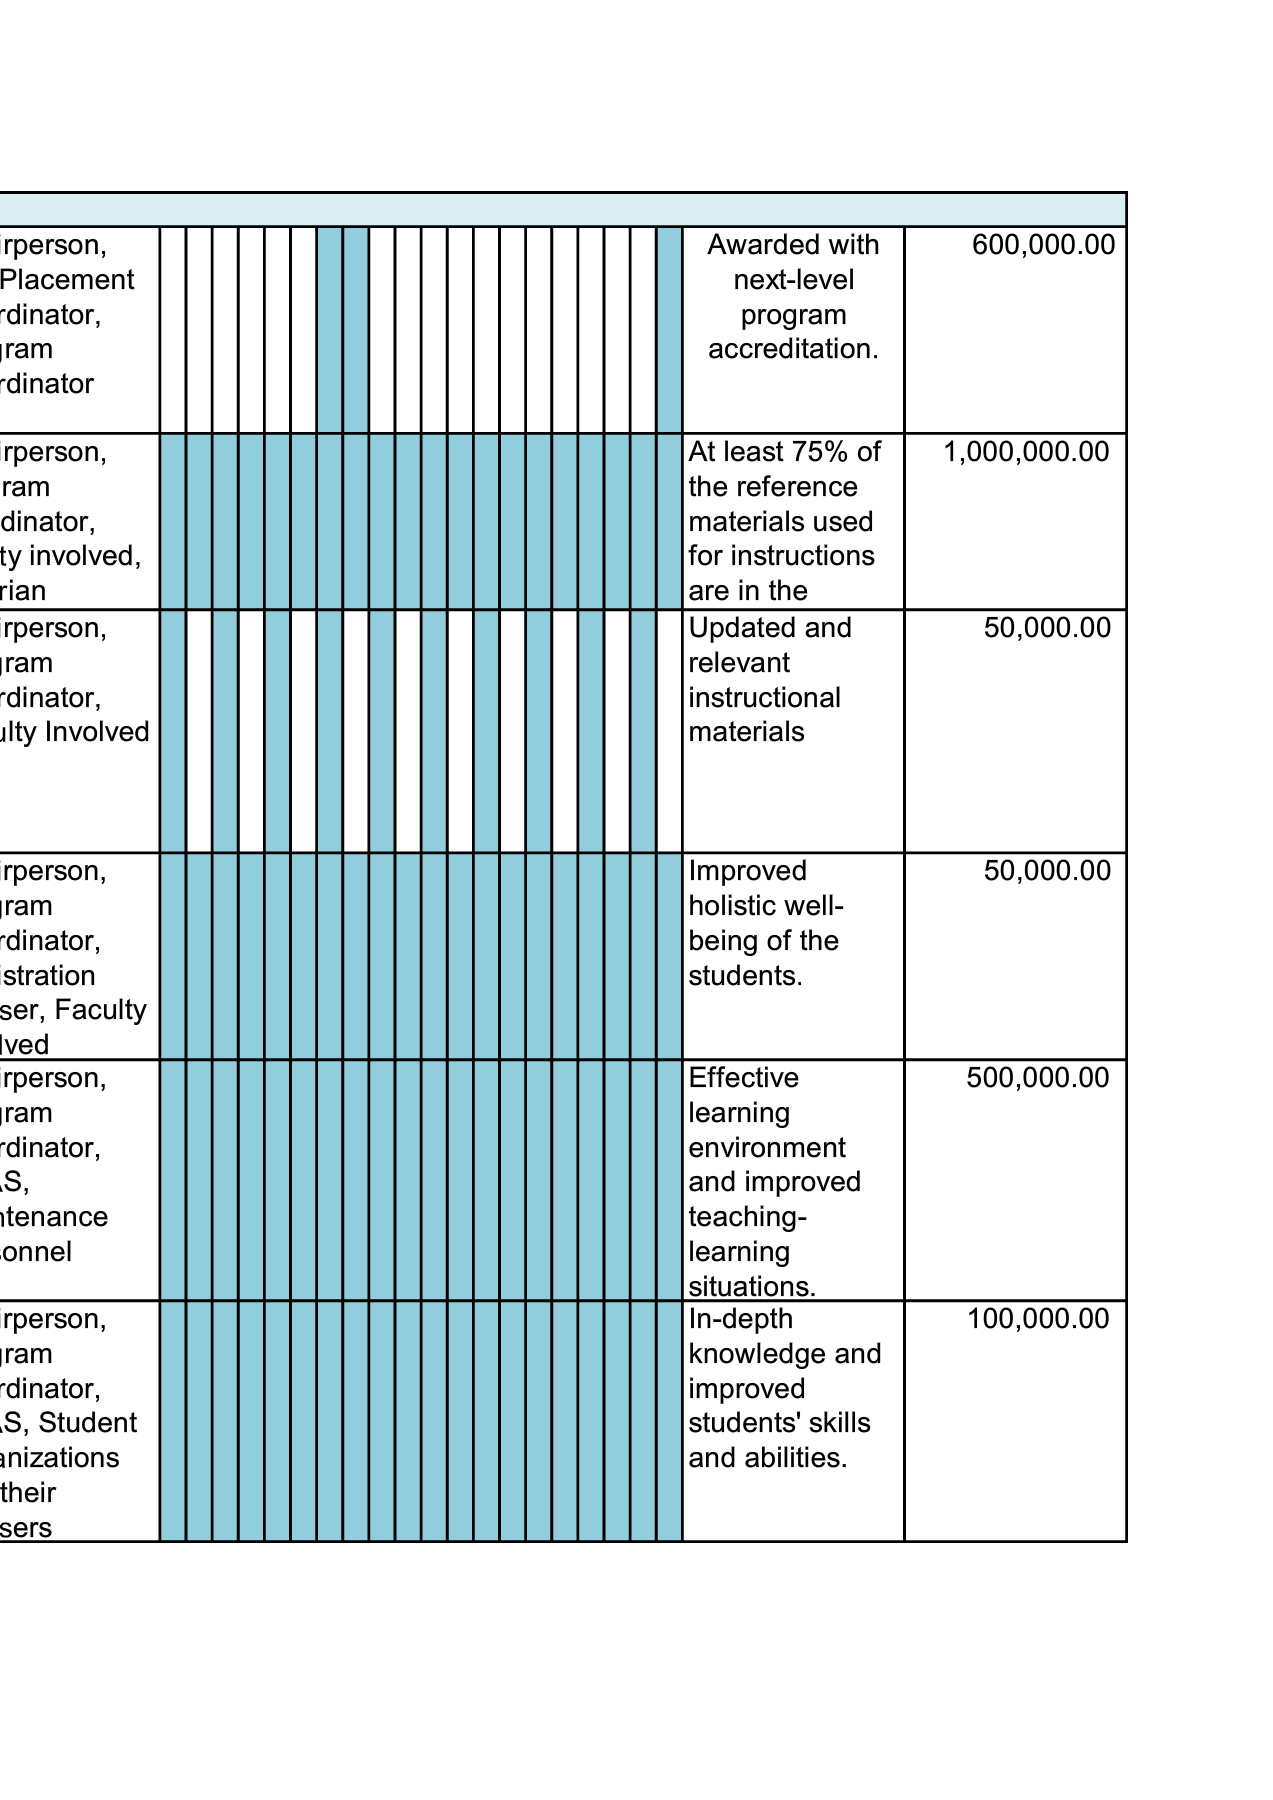 irperson,
Placement
rdinator,
gram
rdinator
Awarded with
next-level
program
accreditation.
600,000.00
irperson,
ram
dinator,
ty involved,
rian
At least 75% of
the reference
materials used
for instructions
are in the
1,000,000.00
irperson,
gram
rdinator,
ulty Involved
Updated and
relevant
instructional
materials
50,000.00
irperson,
gram
rdinator,
istration
ser, Faculty
lved
Improved
holistic well-
being of the
students.
50,000.00
irperson,
gram
rdinator,
AS,
ntenance
sonnel
Effective
learning
environment
and improved
teaching-
learning
situations.
500,000.00
irperson,
gram
rdinator,
AS, Student
anizations
their
sers
In-depth
knowledge and
improved
students' skills
and abilities.
100,000.00